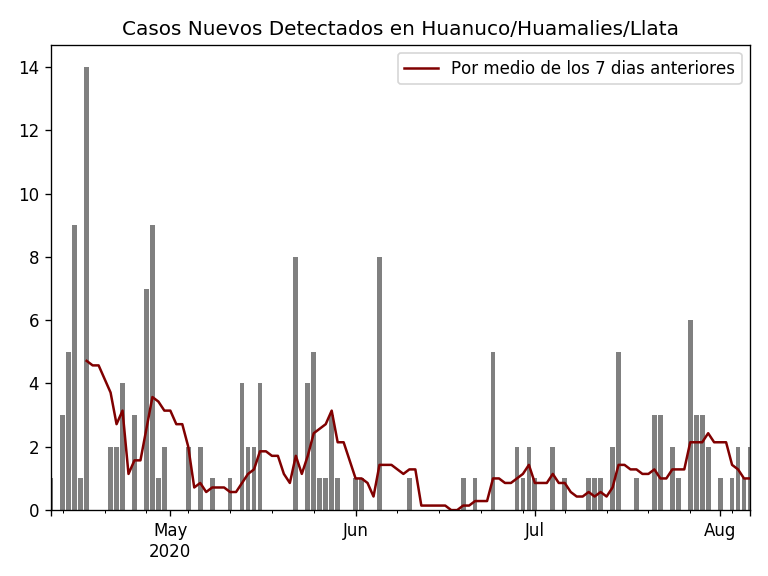 Casos Nuevos Detectados en Huanuco/Huamalies/Llata
Por medio de los 7 dias anteriores
14
12
10
8
6
4
2
0
May
2020
Jun
Jul
Aug